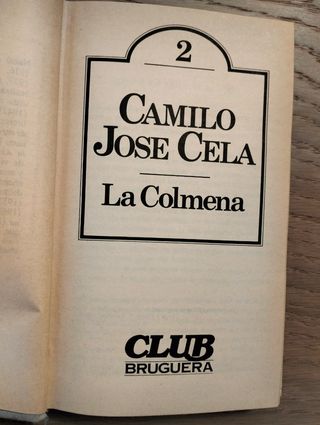 2
CAMILO
JOSE CELA
La Colmena
CLUB
BRUGUERA